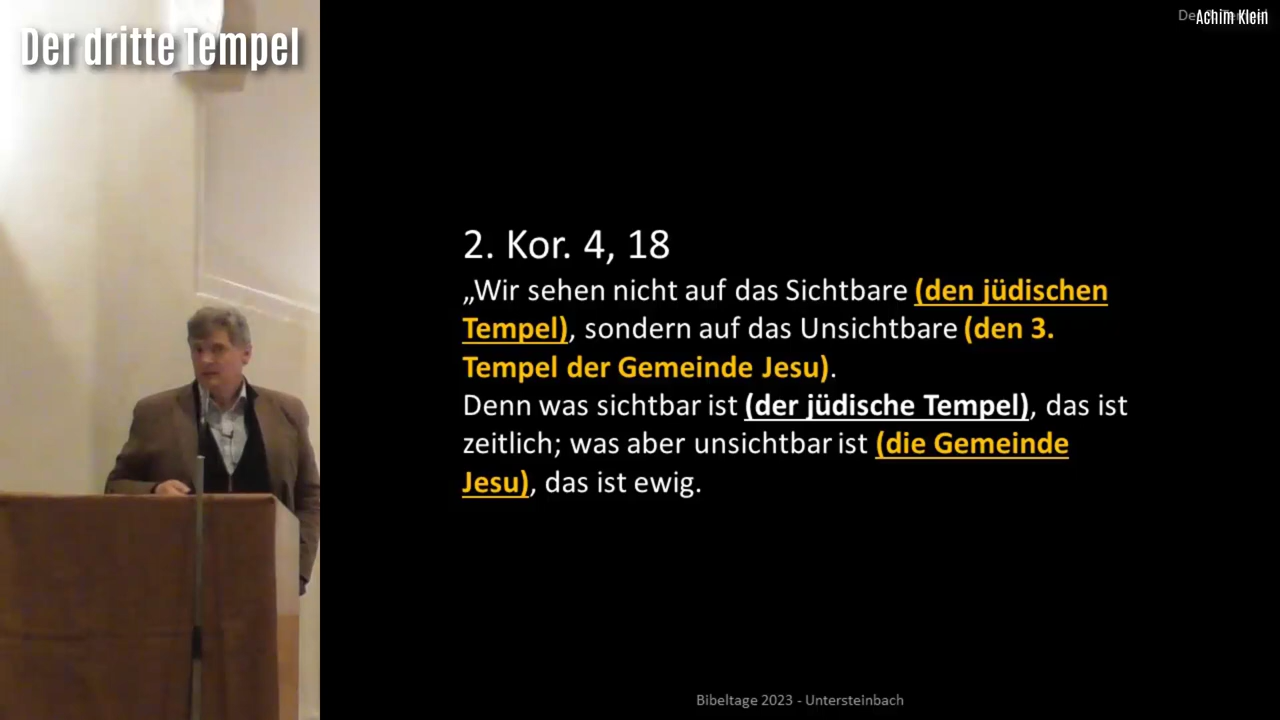 Der dritte Tempel
Achim Klein
2. Kor. 4, 18
„Wir sehen nicht auf das Sichtbare (den jüdischen
Tempel), sondern auf das Unsichtbare (den 3.
Tempel der Gemeinde Jesu).
Denn was sichtbar ist (der jüdische Tempel), das ist
zeitlich; was aber unsichtbar ist (die Gemeinde
Jesu), das ist ewig.
Bibeltage 2023 - Untersteinbach